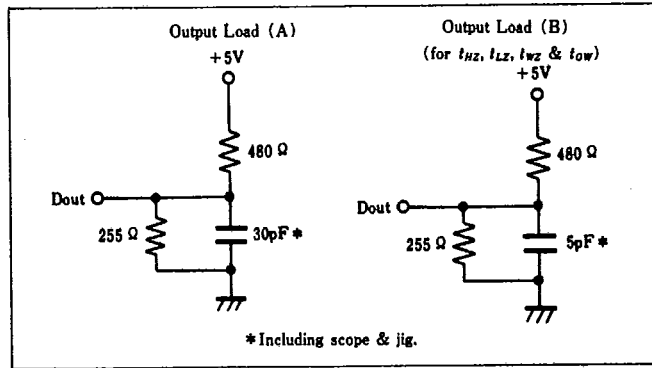 Output Load (A)
+5V
480 Ω
Dout
255 Ω
30pF*
Output Load (B)
(for tHZ, tLZ, tWZ & tOW)
+5V
480 Ω
Dout
255 Ω
5pF*
*Including scope & jig.